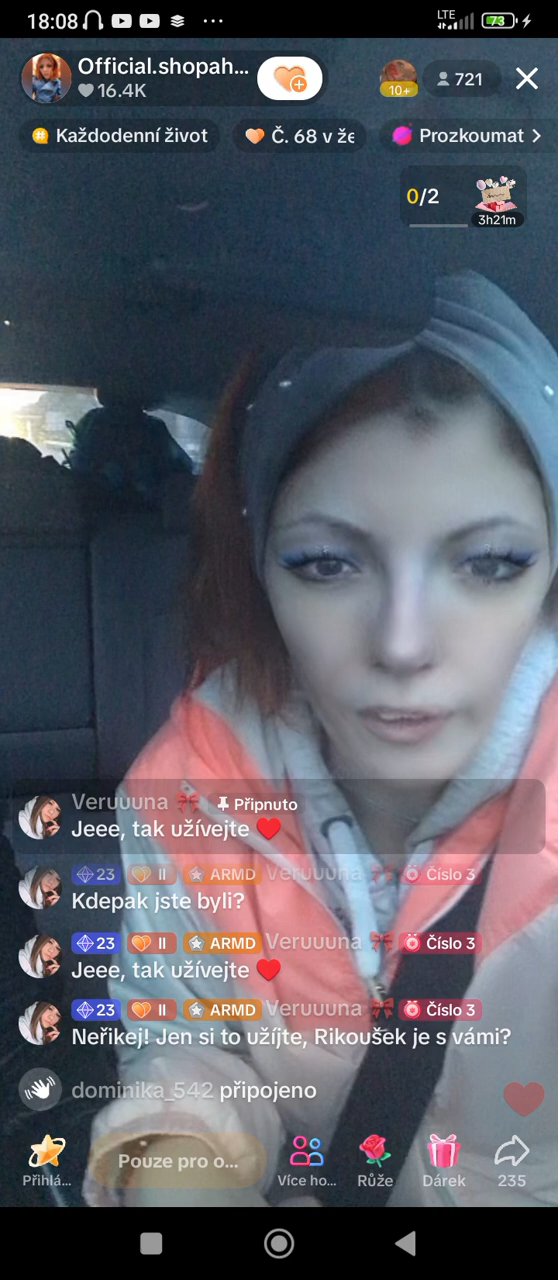 18:08
LTE
73
Official.shopah...
16.4K
10+
721
Každodenní život
Č. 68 v že
Prozkoumat
0/2
3h21m
Veruuuna Připnuto
Jeee, tak užívejte
23 II ARMD Veruuuna Číslo 3
Kdepak jste byli?
23 II ARMD Veruuuna Číslo 3
Jeee, tak užívejte
23 II ARMD Veruuuna Číslo 3
Neříkej! Jen si to užíjte, Rikoušek je s vámi?
dominika_542 připojeno
Pouze pro o...
Přihlá...
Více ho...
Růže
Dárek
235